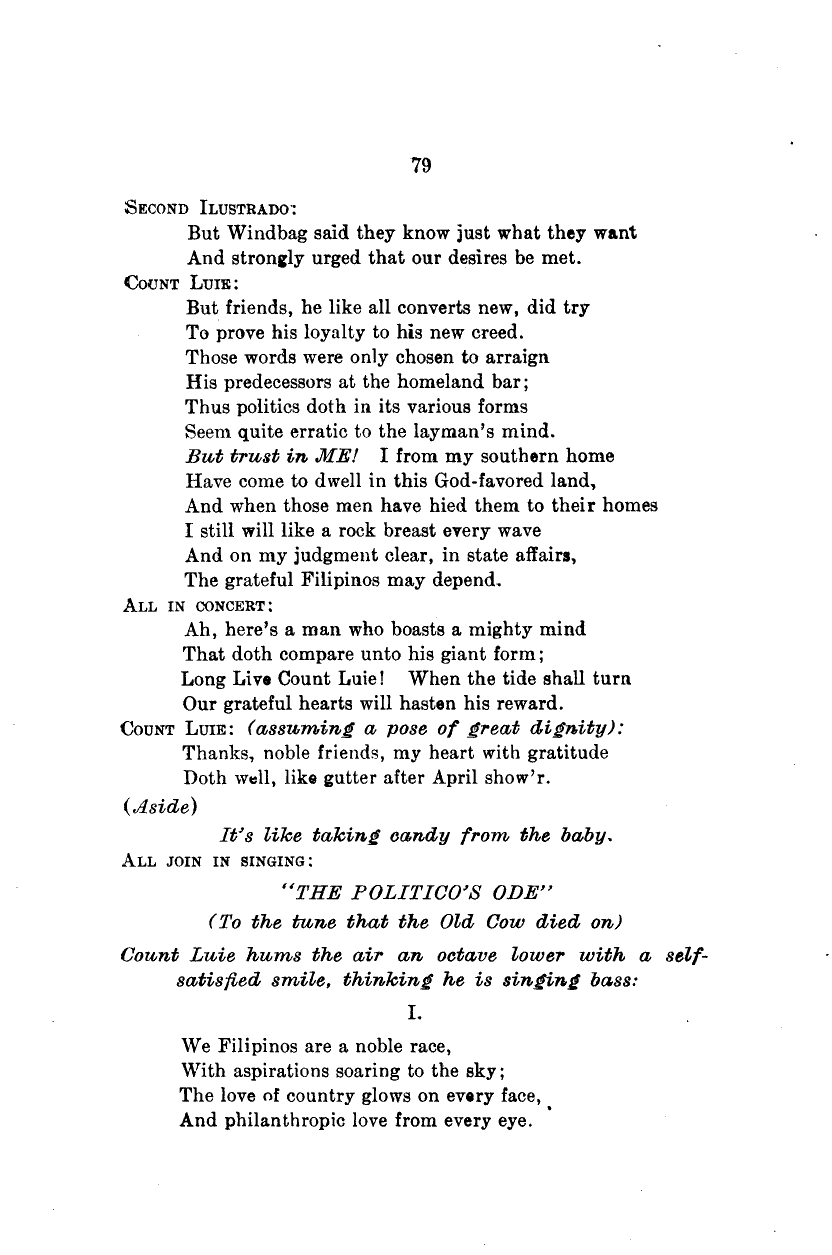 79
SECOND ILUSTRADO:
But Windbag said they know just what they want
And strongly urged that our desires be met.
COUNT LUIE:
But friends, he like all converts new, did try
To prove his loyalty to his new creed.
Those words were only chosen to arraign
His predecessors at the homeland bar;
Thus politics doth in its various forms
Seem quite erratic to the layman's mind.
But trust in ME! I from my southern home
Have come to dwell in this God-favored land,
And when those men have hied them to their homes
I still will like a rock breast every wave
And on my judgment clear, in state affairs,
The grateful Filipinos may depend.
ALL IN CONCERT:
Ah, here's a man who boasts a mighty mind
That doth compare unto his giant form;
Long Live Count Luie! When the tide shall turn
Our grateful hearts will hasten his reward.
COUNT LUIE: (assuming a pose of great dignity):
Thanks, noble friends, my heart with gratitude
Doth well, like gutter after April show'r.
(Aside)
It's like taking candy from the baby.
ALL JOIN IN SINGING:
"THE POLITICO'S ODE"
(To the tune that the Old Cow died on)
Count Luie hums the air an octave lower with a self-
satisfied smile, thinking he is singing bass:
I.
We Filipinos are a noble race,
With aspirations soaring to the sky;
The love of country glows on every face,
And philanthropic love from every eye.